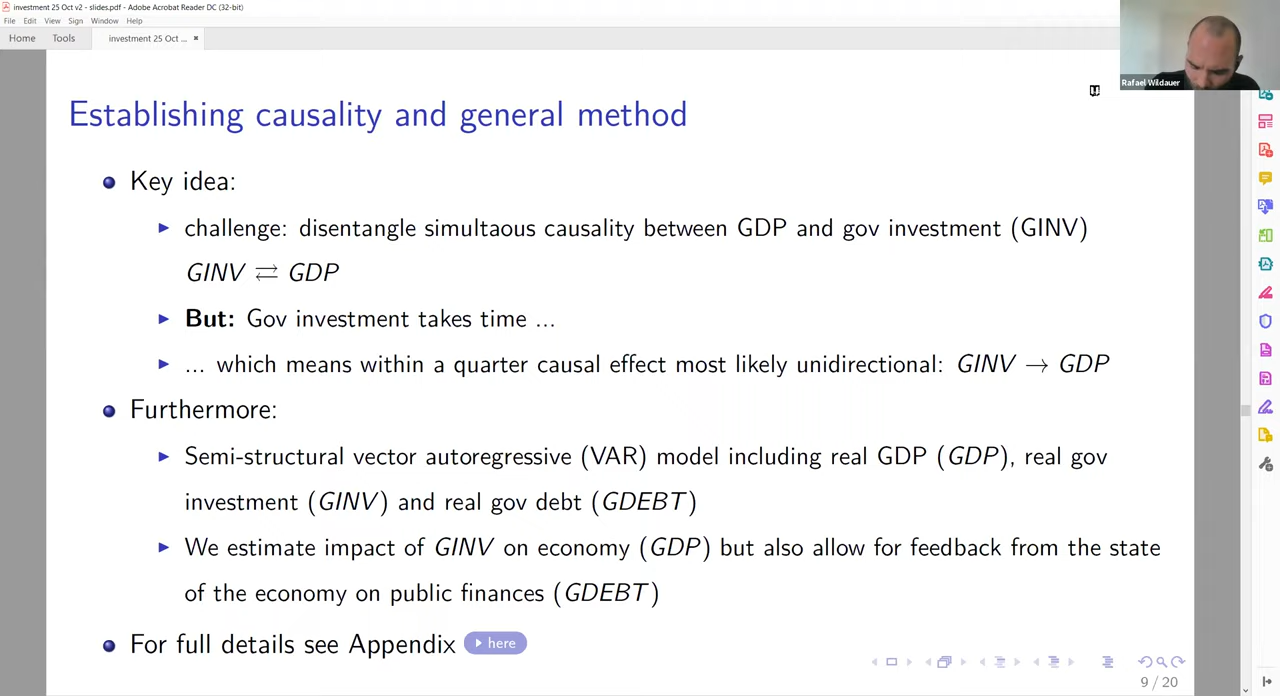 investment 25 Oct v2 - slides.pdf - Adobe Acrobat Reader DC (32-bit)
File Edit View Sign Window Help
Home Tools investment 25 Oct ... ×
Rafael Wildauer
Establishing causality and general method
Key idea:
challenge: disentangle simultaous causality between GDP and gov investment (GINV)
GINV ⇄ GDP
But: Gov investment takes time ...
... which means within a quarter causal effect most likely unidirectional: GINV → GDP
Furthermore:
Semi-structural vector autoregressive (VAR) model including real GDP (GDP), real gov
investment (GINV) and real gov debt (GDEBT)
We estimate impact of GINV on economy (GDP) but also allow for feedback from the state
of the economy on public finances (GDEBT)
For full details see Appendix here
9 / 20